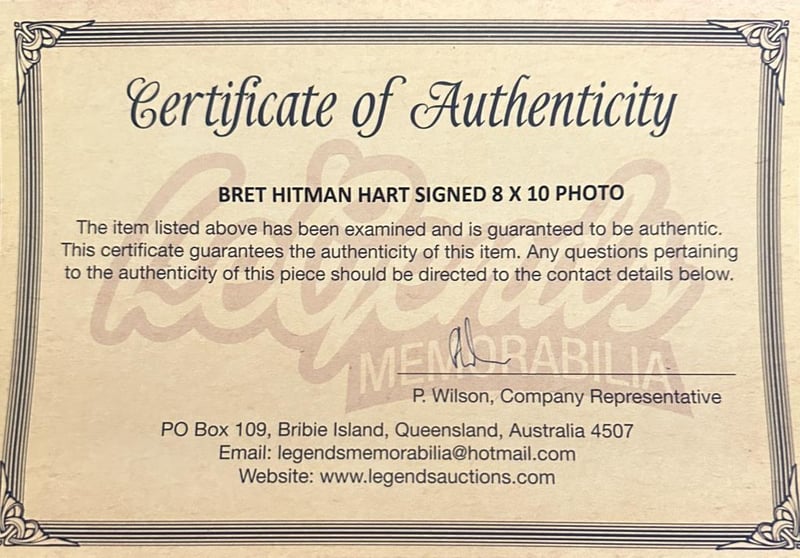 Certificate of Authenticity
BRET HITMAN HART SIGNED 8 X 10 PHOTO
The item listed above has been examined and is guaranteed to be authentic.
This certificate guarantees the authenticity of this item. Any questions pertaining
to the authenticity of this piece should be directed to the contact details below.
Legends
MEMORABILIA
P. Wilson, Company Representative
PO Box 109, Bribie Island, Queensland, Australia 4507
Email: legendsmemorabilia@hotmail.com
Website: www.legendsauctions.com